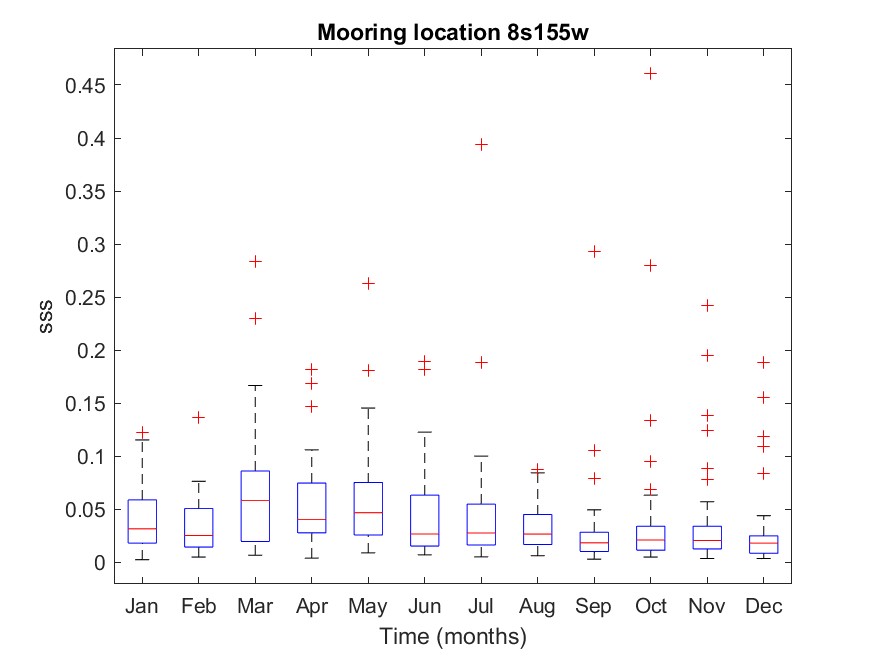 Mooring location 8s155w
0.45
0.4
0.35
0.3
0.25
0.2
0.15
0.1
0.05
0
sss
Jan Feb Mar Apr May Jun Jul Aug Sep Oct Nov Dec
Time (months)